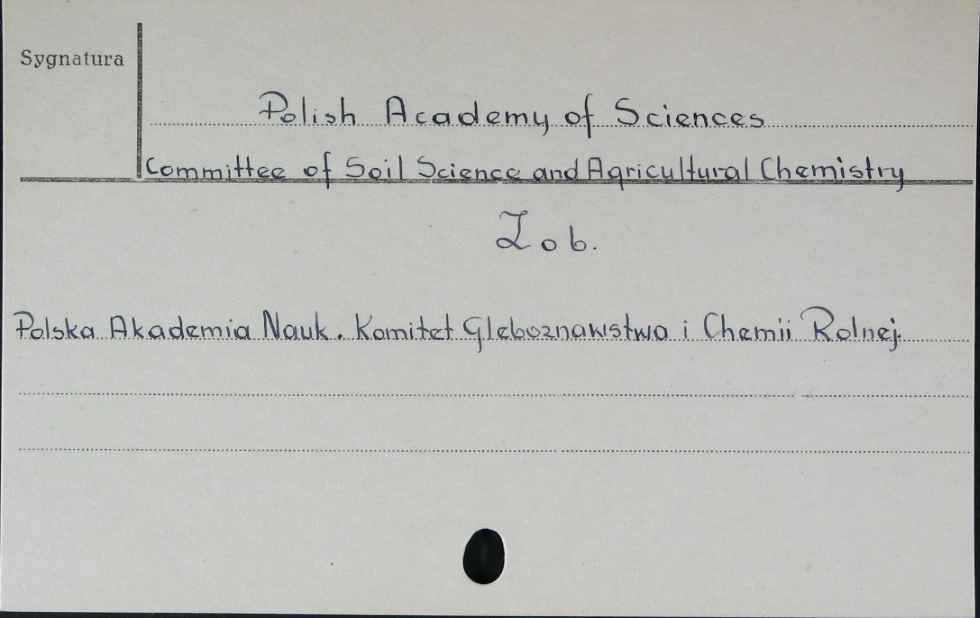 Sygnatura
Polish Academy of Sciences
Committee of Soil Science and Agricultural Chemistry
Zob.
Polska Akademia Nauk. Komitet Gleboznawstwa i Chemii Rolnej.